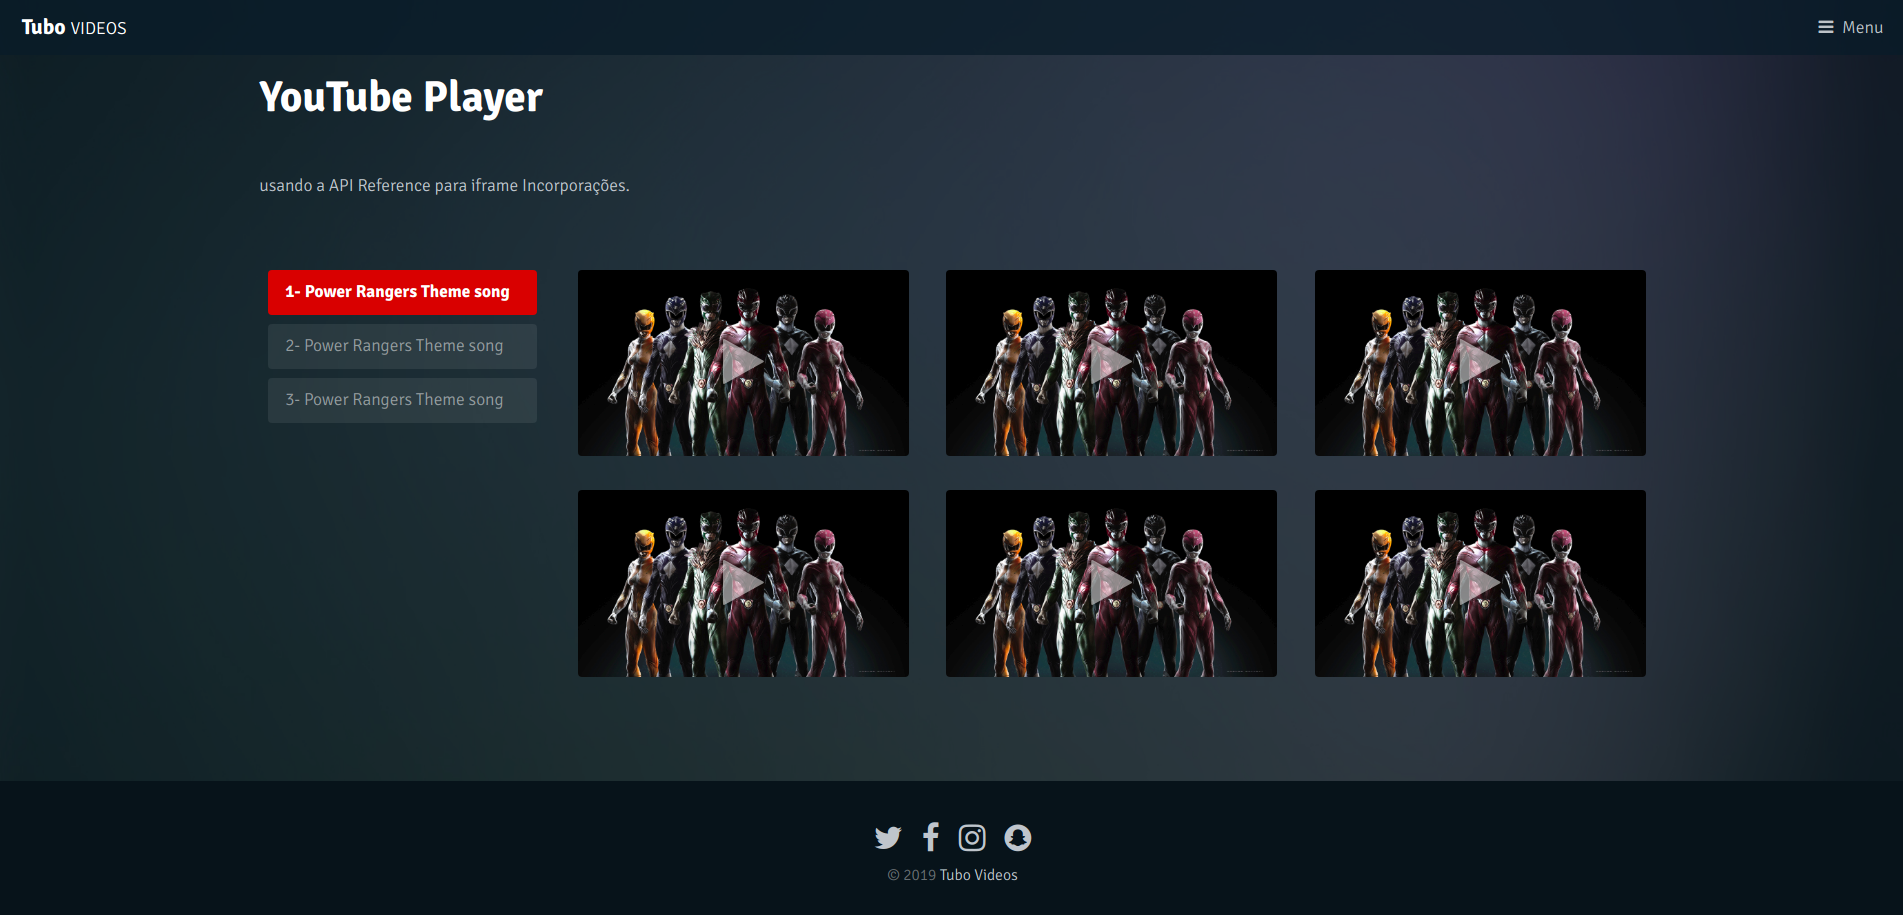 Tubo VIDEOS
Menu
YouTube Player
usando a API Reference para iframe Incorporações.
1- Power Rangers Theme song
2- Power Rangers Theme song
3- Power Rangers Theme song
© 2019 Tubo Videos